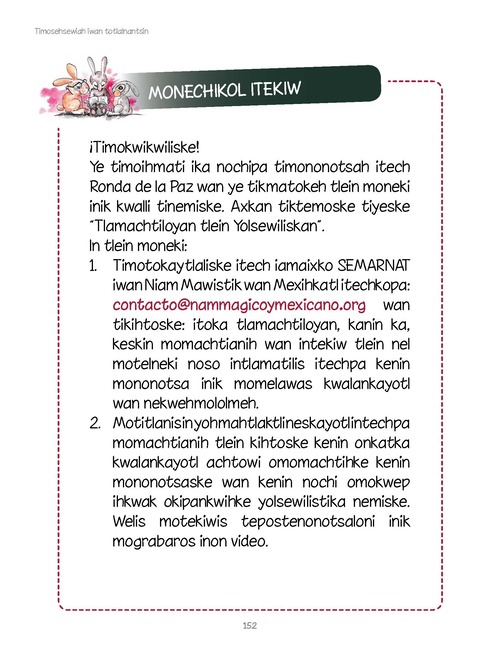 Timosehsewiah iwan totlalnantsin
MONECHIKOL ITEKIW
¡Timokwikwiliske!
Ye timoihmati ika nochipa timononotsah itech
Ronda de la Paz wan ye tikmatokeh tlein moneki
inik kwalli tinemiske. Axkan tiktemoske tiyeske
“Tlamachtiloyan tlein Yolsewiliskan”.
In tlein moneki:
1. Timotokaytlaliske itech iamaixko SEMARNAT
iwan Niam Mawistik wan Mexihkatl itechkopa:
contacto@nammagicoymexicano.org wan
tikihtoske: itoka tlamachtiloyan, kanin ka,
keskin momachtianih wan intekiw tlein nel
motelneki noso intlamatilis itechpa kenin
mononotsa inik momelawas kwalankayotl
wan nekwehmololmeh.
2. Motitlanisinyohmahtlaktlineskayotlintechpa
momachtianih tlein kihtoske kenin onkatka
kwalankayotl achtowi omomachtihke kenin
mononotsaske wan kenin nochi omokwep
ihkwak okipankwihke yolsewilistika nemiske.
Welis motekiwis tepostenonotsaloni inik
mograbaros inon video.
152